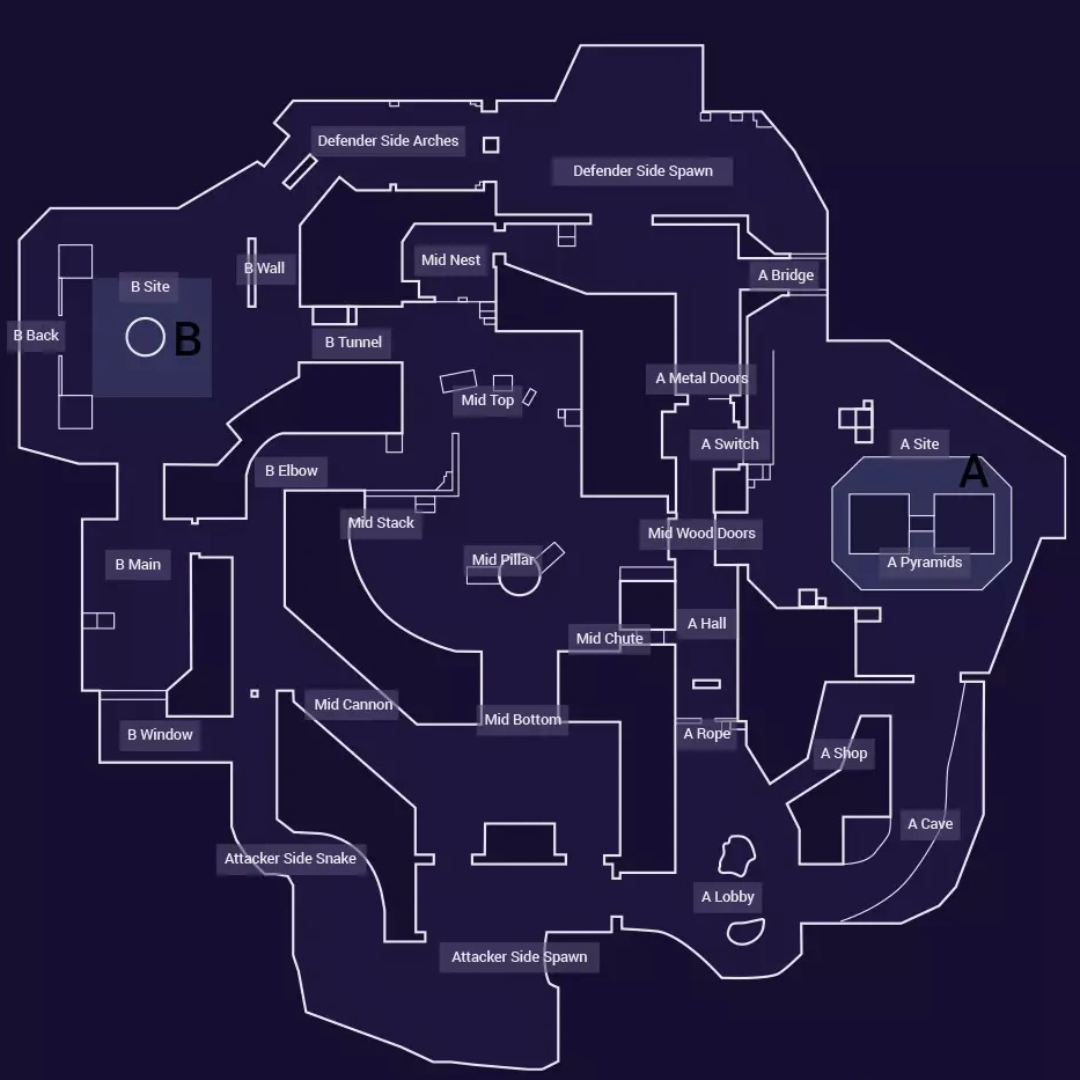 Defender Side Arches
Defender Side Spawn
Mid Nest
B Wall
A Bridge
B Site
B Back
B
B Tunnel
A Metal Doors
Mid Top
A Switch
A Site
B Elbow
A
Mid Stack
Mid Wood Doors
Mid Pillar
A Pyramids
B Main
A Hall
Mid Chute
Mid Cannon
Mid Bottom
B Window
A Rope
A Shop
A Cave
Attacker Side Snake
A Lobby
Attacker Side Spawn